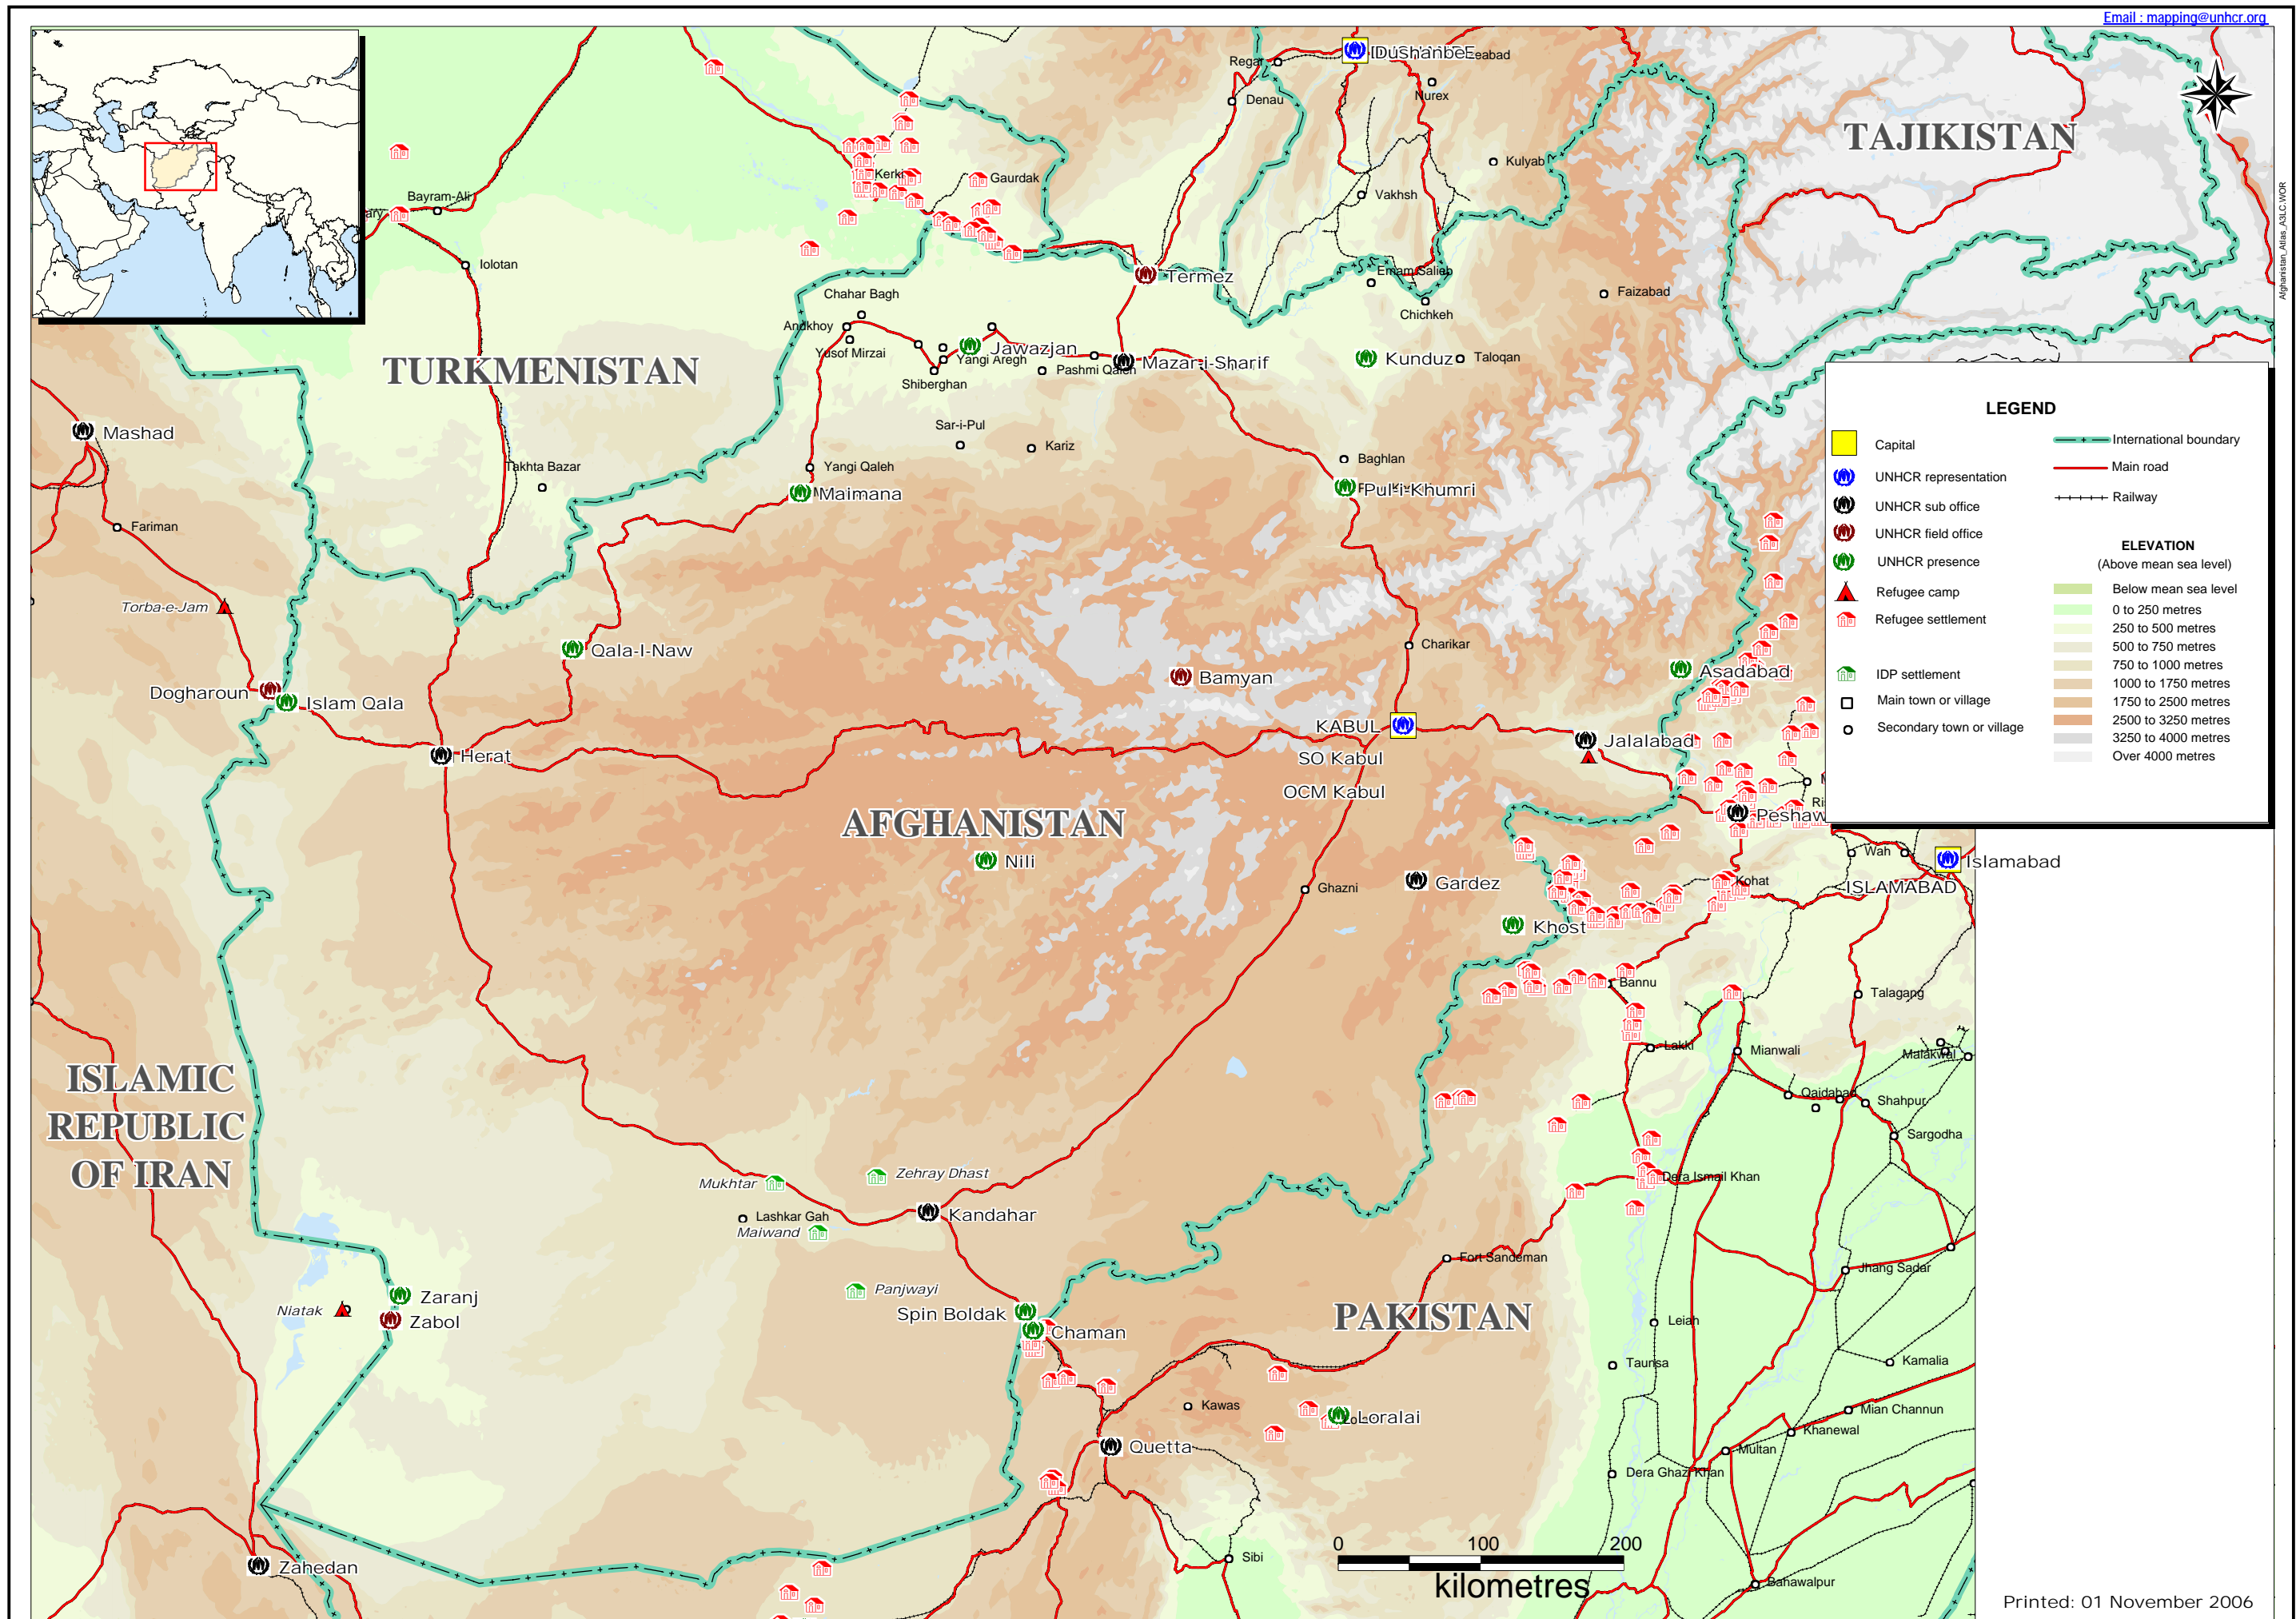 Email : mapping@unhcr.org
Afghanistan_Atlas_A3LC.WOR
TAJIKISTAN
TURKMENISTAN
AFGHANISTAN
PAKISTAN
ISLAMIC
REPUBLIC
OF IRAN
Regar
Denau
Nurex
Kulyab
Vakhsh
Gaurdak
Kerki
Bayram-Ali
Iolotan
Termez
Emam Salieb
Chichkeh
Faizabad
Chahar Bagh
Andkhoy
Yusof Mirzai
Jawazjan
Yangi Aregh
Shiberghan
Pashmi Qaleh
Mazar-i-Sharif
Kunduz
Taloqan
Mashad
Sar-i-Pul
Kariz
Takhta Bazar
Yangi Qaleh
Maimana
Baghlan
Pul-i-Khumri
Fariman
Torba-e-Jam
Qala-I-Naw
Charikar
Bamyan
Asadabad
Dogharoun
Islam Qala
Herat
KABUL
SO Kabul
OCM Kabul
Jalalabad
Nili
Ghazni
Gardez
Khost
Kohat
Wah
Islamabad
ISLAMABAD
Bannu
Talagang
Lakki
Mianwali
Malakwal
Qaidabad
Shahpur
Sargodha
Dera Ismail Khan
Mukhtar
Zehray Dhast
Lashkar Gah
Maiwand
Kandahar
Fort Sandeman
Jhang Sadar
Panjwayi
Niatak
Zaranj
Zabol
Spin Boldak
Chaman
Leiah
Taunsa
Kamalia
Kawas
Loralai
Mian Channun
Khanewal
Quetta
Multan
Dera Ghazi Khan
Sibi
Bahawalpur
Zahedan
LEGEND
Capital
UNHCR representation
UNHCR sub office
UNHCR field office
UNHCR presence
Refugee camp
Refugee settlement
IDP settlement
Main town or village
Secondary town or village
International boundary
Main road
Railway
ELEVATION
(Above mean sea level)
Below mean sea level
0 to 250 metres
250 to 500 metres
500 to 750 metres
750 to 1000 metres
1000 to 1750 metres
1750 to 2500 metres
2500 to 3250 metres
3250 to 4000 metres
Over 4000 metres
0 100 200
kilometres
Printed: 01 November 2006